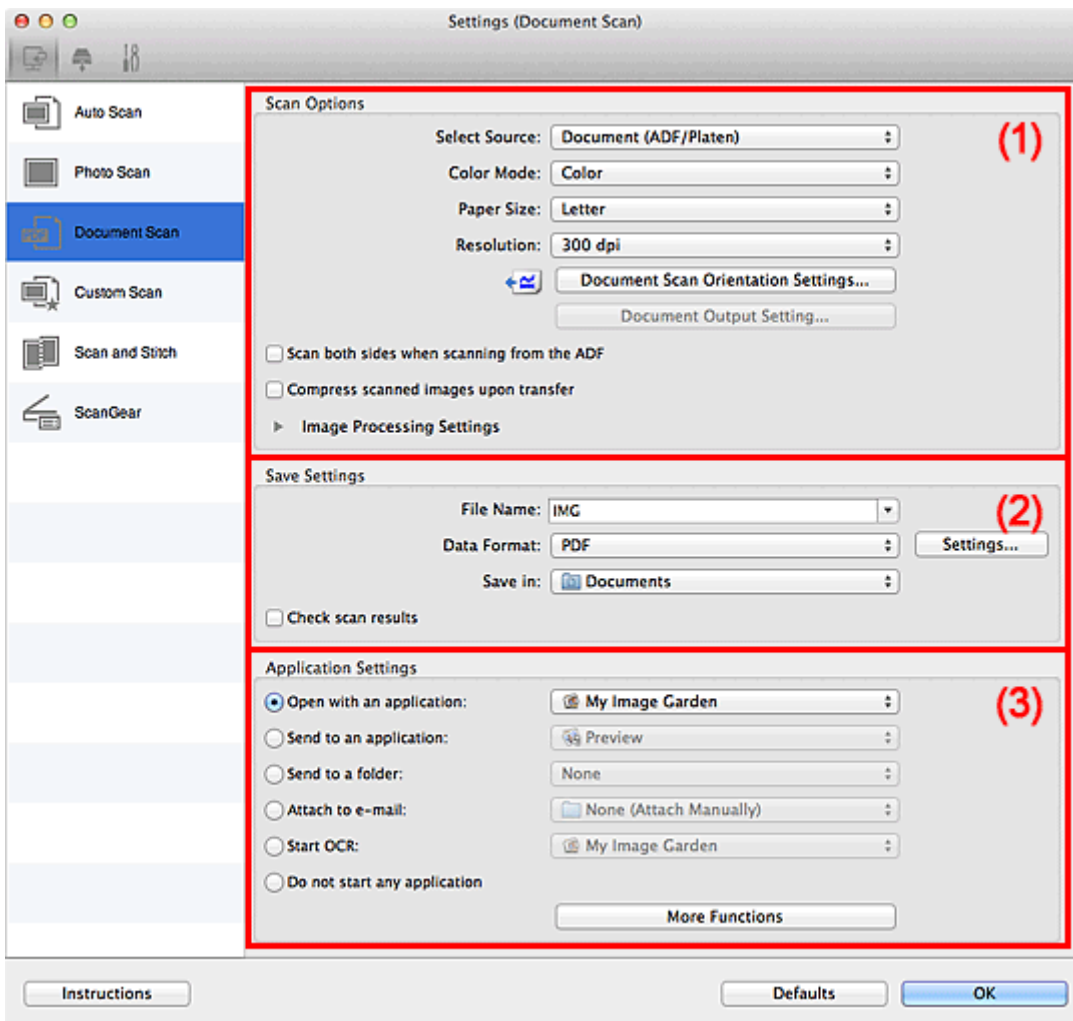 Settings (Document Scan)
Auto Scan
Photo Scan
PDF
Document Scan
Custom Scan
Scan and Stitch
ScanGear
Scan Options
(1)
Select Source: Document (ADF/Platen)
Color Mode: Color
Paper Size: Letter
Resolution: 300 dpi
Document Scan Orientation Settings...
Document Output Setting...
Scan both sides when scanning from the ADF
Compress scanned images upon transfer
Image Processing Settings
Save Settings
(2)
File Name: IMG
Data Format: PDF Settings...
Save in: Documents
Check scan results
Application Settings
(3)
Open with an application: My Image Garden
Send to an application: Preview
Send to a folder: None
Attach to e-mail: None (Attach Manually)
Start OCR: My Image Garden
Do not start any application
More Functions
Instructions Defaults OK